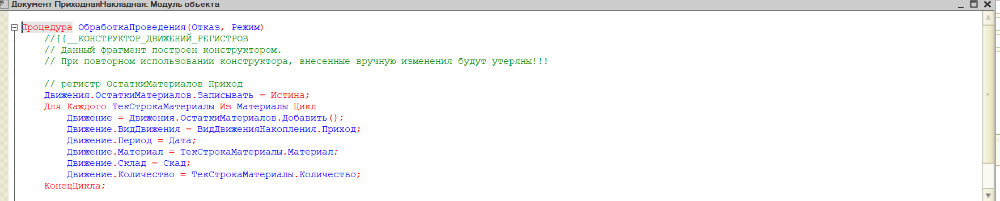 Документ ПриходнаяНакладная: Модуль объекта
Процедура ОбработкаПроведения(Отказ, Режим)
//{{__КОНСТРУКТОР_ДВИЖЕНИЙ_РЕГИСТРОВ
// Данный фрагмент построен конструктором.
// При повторном использовании конструктора, внесенные вручную изменения будут утеряны!!!
// регистр ОстаткиМатериалов Приход
Движения.ОстаткиМатериалов.Записывать = Истина;
Для Каждого ТекСтрокаМатериалы Из Материалы Цикл
Движение = Движения.ОстаткиМатериалов.Добавить();
Движение.ВидДвижения = ВидДвиженияНакопления.Приход;
Движение.Период = Дата;
Движение.Материал = ТекСтрокаМатериалы.Материал;
Движение.Склад = Скад;
Движение.Количество = ТекСтрокаМатериалы.Количество;
КонецЦикла;